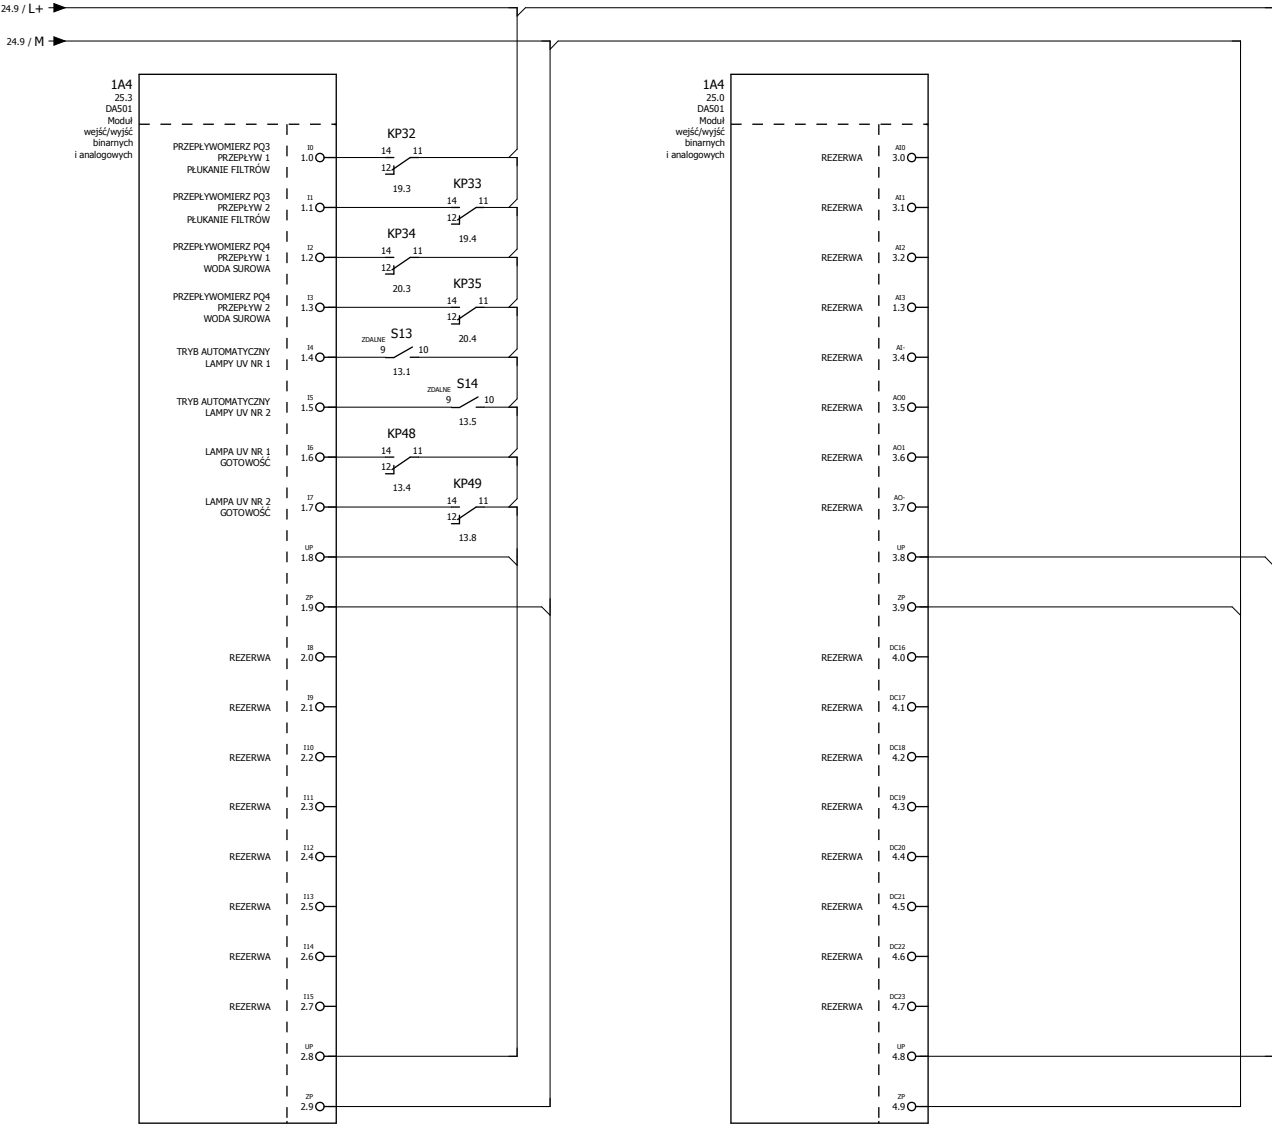 24.9 / L+
24.9 / M
1A4
25.3
DA501
Moduł
wejść/wyjść
binarnych
i analogowych
PRZEPŁYWOMIERZ PQ3
PRZEPŁYW 1
PŁUKANIE FILTRÓW
I0
1.0
KP32
14 11
12
19.3
PRZEPŁYWOMIERZ PQ3
PRZEPŁYW 2
PŁUKANIE FILTRÓW
I1
1.1
KP33
14 11
12
19.4
PRZEPŁYWOMIERZ PQ4
PRZEPŁYW 1
WODA SUROWA
I2
1.2
KP34
14 11
12
20.3
PRZEPŁYWOMIERZ PQ4
PRZEPŁYW 2
WODA SUROWA
I3
1.3
KP35
14 11
12
20.4
TRYB AUTOMATYCZNY
LAMPY UV NR 1
I4
1.4
ZDALNE S13
9 10
13.1
TRYB AUTOMATYCZNY
LAMPY UV NR 2
I5
1.5
ZDALNE S14
9 10
13.5
LAMPA UV NR 1
GOTOWOŚĆ
I6
1.6
KP48
14 11
12
13.4
LAMPA UV NR 2
GOTOWOŚĆ
I7
1.7
KP49
14 11
12
13.8
UP
1.8
ZP
1.9
I8
REZERWA 2.0
I9
REZERWA 2.1
I10
REZERWA 2.2
I11
REZERWA 2.3
I12
REZERWA 2.4
I13
REZERWA 2.5
I14
REZERWA 2.6
I15
REZERWA 2.7
UP
2.8
ZP
2.9
1A4
25.0
DA501
Moduł
wejść/wyjść
binarnych
i analogowych
AI0
REZERWA 3.0
AI1
REZERWA 3.1
AI2
REZERWA 3.2
AI3
REZERWA 1.3
AI-
REZERWA 3.4
AO0
REZERWA 3.5
AO1
REZERWA 3.6
AO-
REZERWA 3.7
UP
3.8
ZP
3.9
DC16
REZERWA 4.0
DC17
REZERWA 4.1
DC18
REZERWA 4.2
DC19
REZERWA 4.3
DC20
REZERWA 4.4
DC21
REZERWA 4.5
DC22
REZERWA 4.6
DC23
REZERWA 4.7
UP
4.8
ZP
4.9